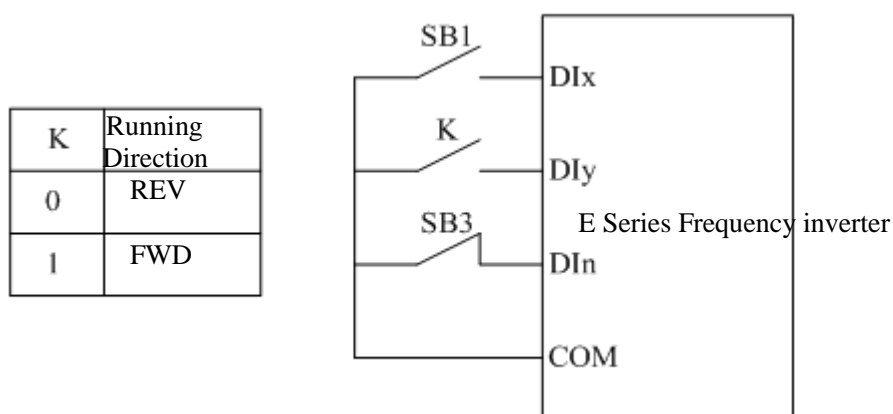 K Running
Direction
0 REV
1 FWD
SB1
DIx
K
DIy
SB3
E Series Frequency inverter
DIn
COM